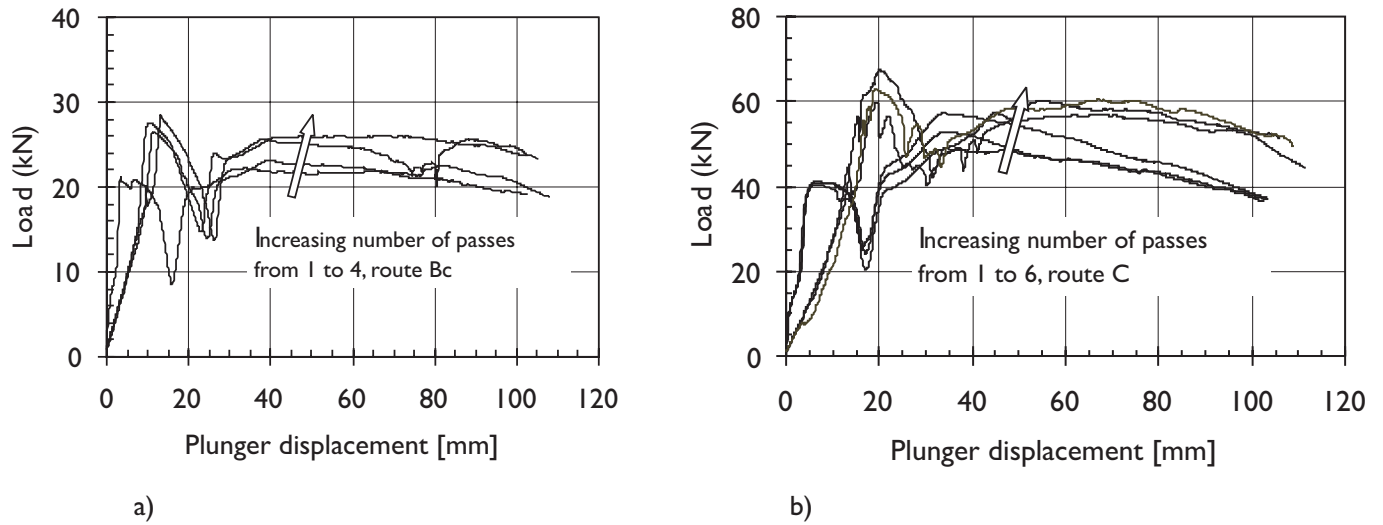 40
30
20
10
0
Load (kN)
0 20 40 60 80 100 120
Plunger displacement [mm]
Increasing number of passes
from 1 to 4, route Bc
a)
80
60
40
20
0
Load (kN)
0 20 40 60 80 100 120
Plunger displacement [mm]
Increasing number of passes
from 1 to 6, route C
b)